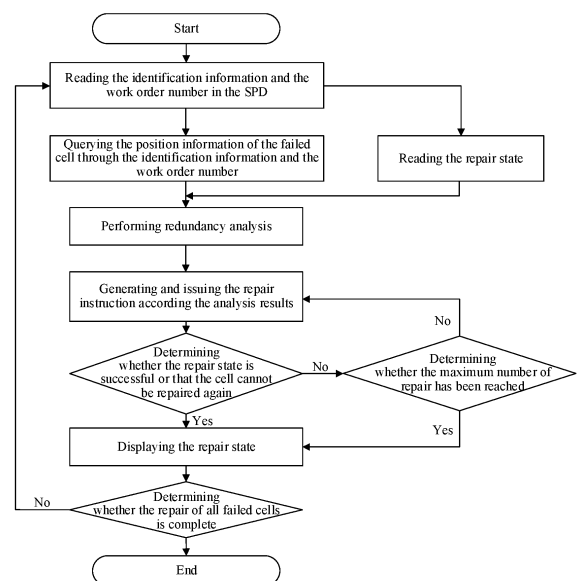 Start
Reading the identification information and the
work order number in the SPD
Querying the position information of the failed
cell through the identification information and the
work order number
Reading the repair state
Performing redundancy analysis
Generating and issuing the repair
instruction according the analysis results
No
Determining
whether the repair state is
successful or that the cell cannot
be repaired again
No
Determining
whether the maximum number of
repair has been reached
Yes
Yes
Displaying the repair state
No
Determining
whether the repair of all failed cells
is complete
End